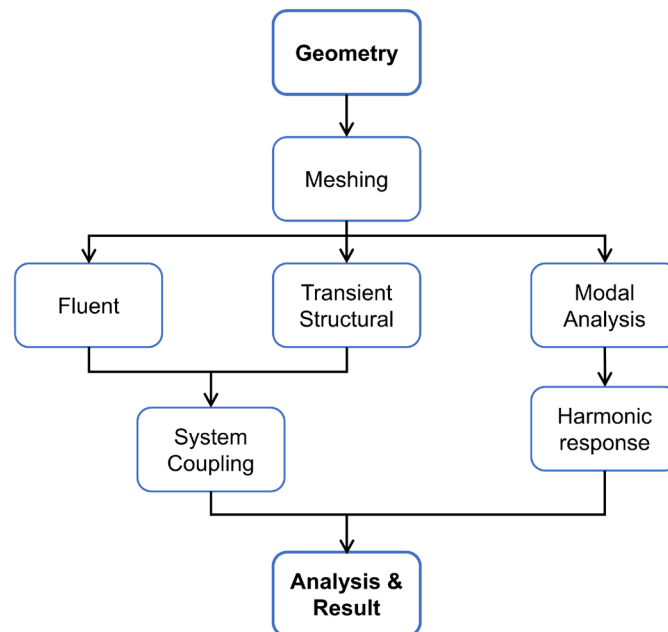 Geometry
Meshing
Fluent
Transient
Structural
Modal
Analysis
System
Coupling
Harmonic
response
Analysis &
Result